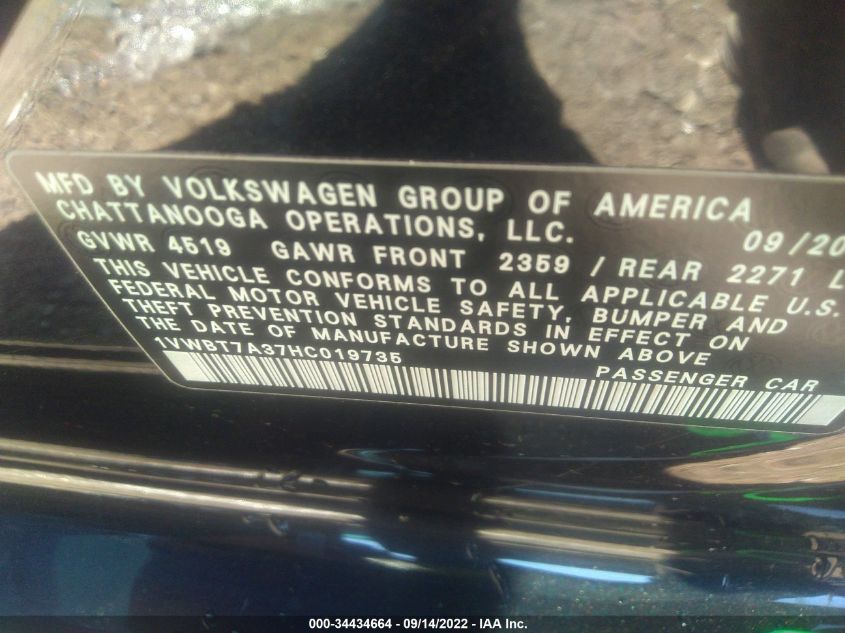 MFD BY VOLKSWAGEN GROUP OF AMERICA
CHATTANOOGA OPERATIONS, LLC. 09/20
GVWR 4519 GAWR FRONT 2359 / REAR 2271 L
THIS VEHICLE CONFORMS TO ALL APPLICABLE U.S.
FEDERAL MOTOR VEHICLE SAFETY, BUMPER AND
THEFT PREVENTION STANDARDS IN EFFECT ON
THE DATE OF MANUFACTURE SHOWN ABOVE
1VWBT7A37HC019735 PASSENGER CAR
000-34434664 - 09/14/2022 - IAA Inc.